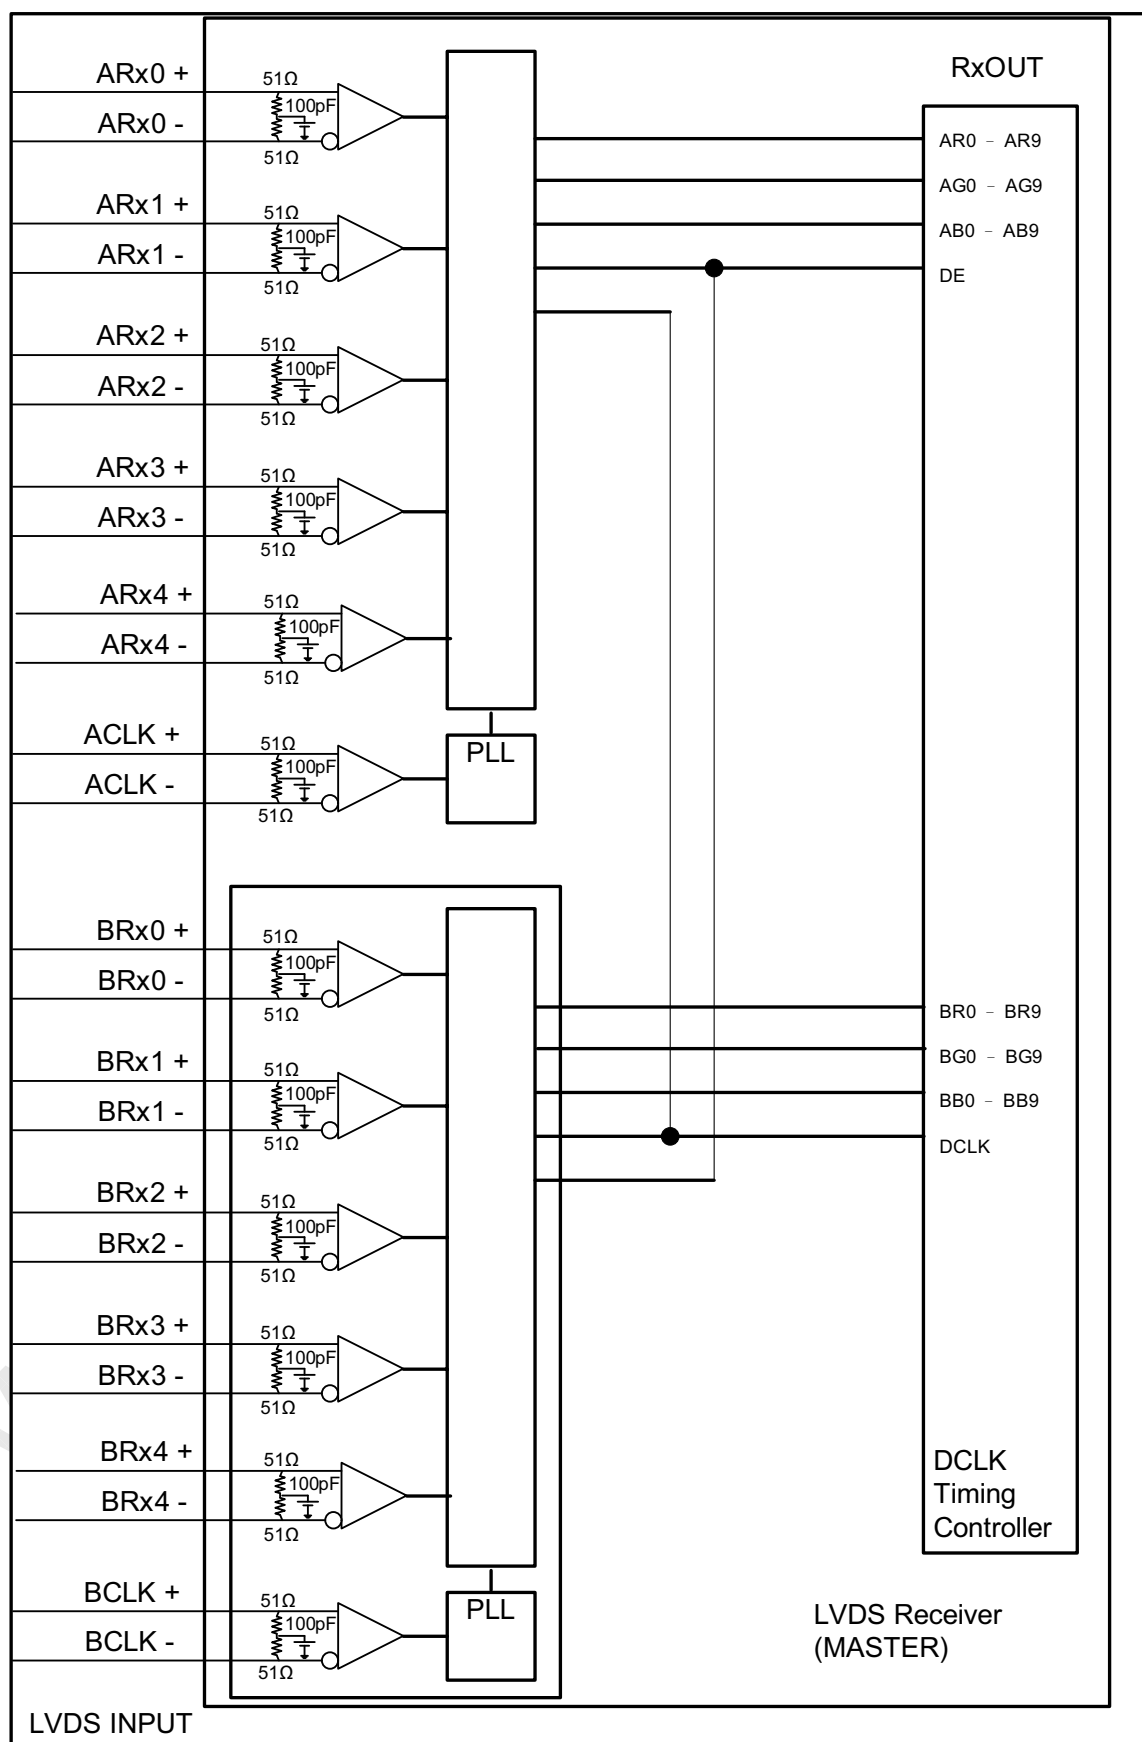 RxOUT
ARx0 +
51Ω
100pF
ARx0 -
51Ω
AR0 – AR9
AG0 – AG9
ARx1 +
51Ω
100pF
AB0 – AB9
ARx1 -
51Ω
DE
ARx2 +
51Ω
100pF
ARx2 -
51Ω
ARx3 +
51Ω
100pF
ARx3 -
51Ω
ARx4 +
51Ω
100pF
ARx4 -
51Ω
ACLK +
51Ω
PLL
100pF
ACLK -
51Ω
BRx0 +
51Ω
100pF
BRx0 -
51Ω
BR0 – BR9
BG0 – BG9
BRx1 +
51Ω
100pF
BB0 – BB9
BRx1 -
51Ω
DCLK
BRx2 +
51Ω
100pF
BRx2 -
51Ω
BRx3 +
51Ω
100pF
BRx3 -
51Ω
BRx4 +
51Ω
100pF
BRx4 -
51Ω
DCLK
Timing
Controller
BCLK +
51Ω
PLL
100pF
BCLK -
51Ω
LVDS Receiver
(MASTER)
LVDS INPUT